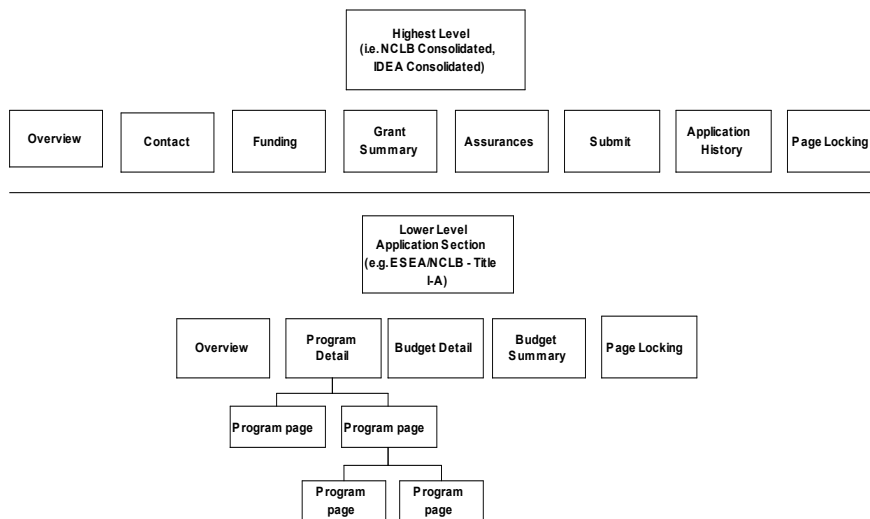 Highest Level
(i.e. NCLB Consolidated,
IDEA Consolidated)
Overview
Contact
Funding
Grant
Summary
Assurances
Submit
Application
History
Page Locking
Lower Level
Application Section
(e.g. ESEA/NCLB - Title
I-A)
Overview
Program
Detail
Budget Detail
Budget
Summary
Page Locking
Program page
Program page
Program
page
Program
page